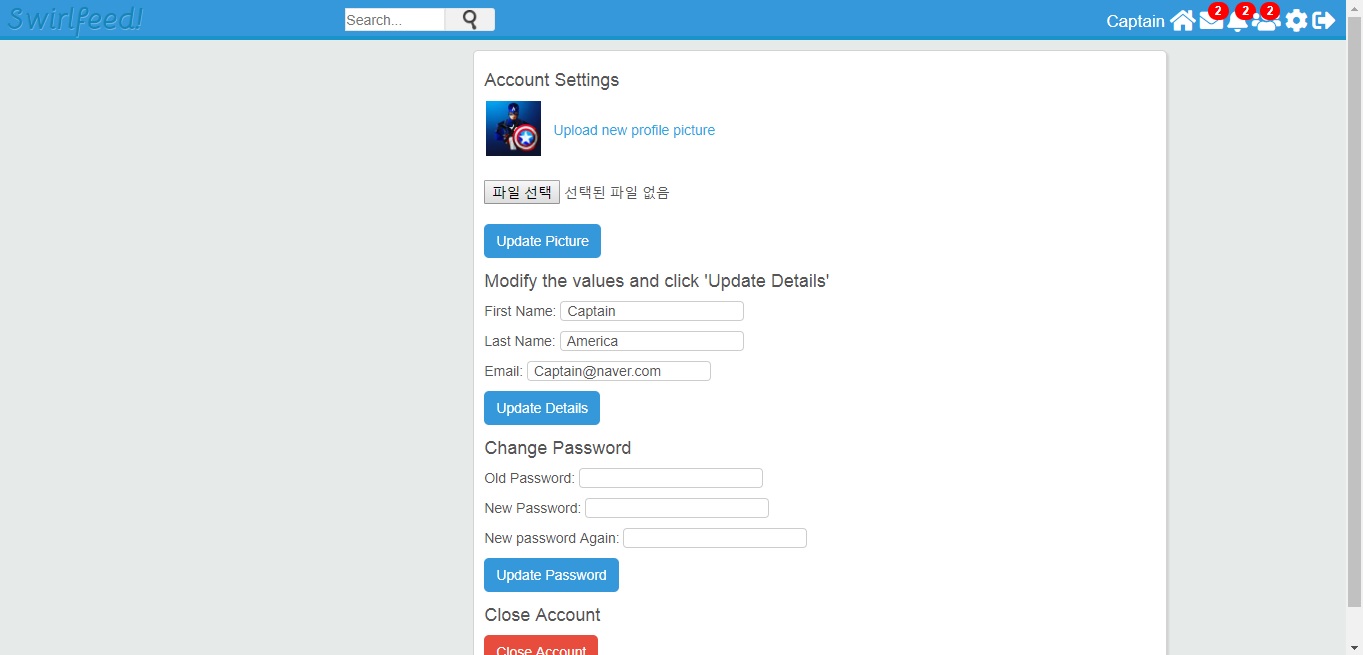 Swirlfeed!
Search...
Captain
2
2
2
Account Settings
Upload new profile picture
파일 선택 선택된 파일 없음
Update Picture
Modify the values and click 'Update Details'
First Name: Captain
Last Name: America
Email: Captain@naver.com
Update Details
Change Password
Old Password:
New Password:
New password Again:
Update Password
Close Account
Close Account